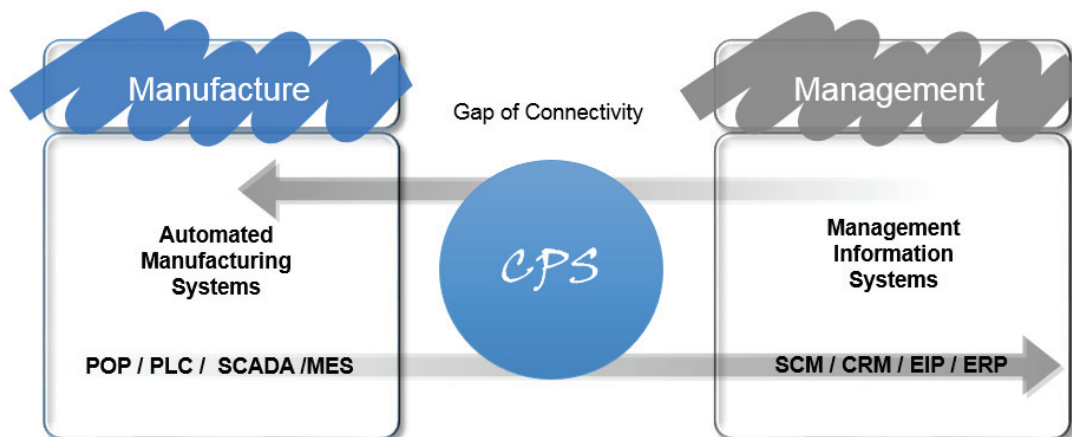 Manufacture
Automated
Manufacturing
Systems
POP / PLC / SCADA /MES
Gap of Connectivity
CPS
Management
Management
Information
Systems
SCM / CRM / EIP / ERP